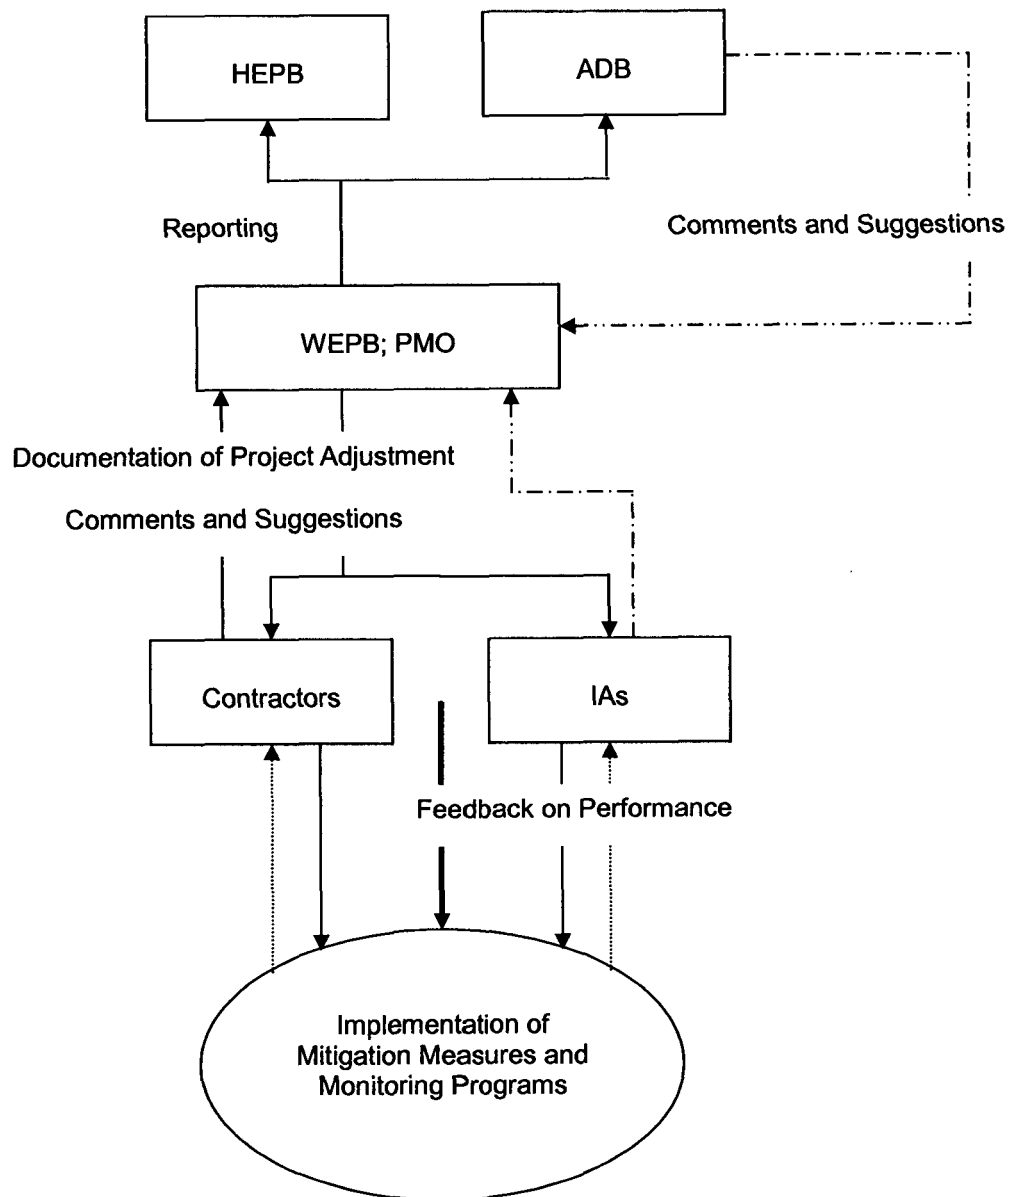 HEPB
ADB
Reporting
Comments and Suggestions
WEPB; PMO
Documentation of Project Adjustment
Comments and Suggestions
Contractors
IAs
Feedback on Performance
Implementation of
Mitigation Measures and
Monitoring Programs